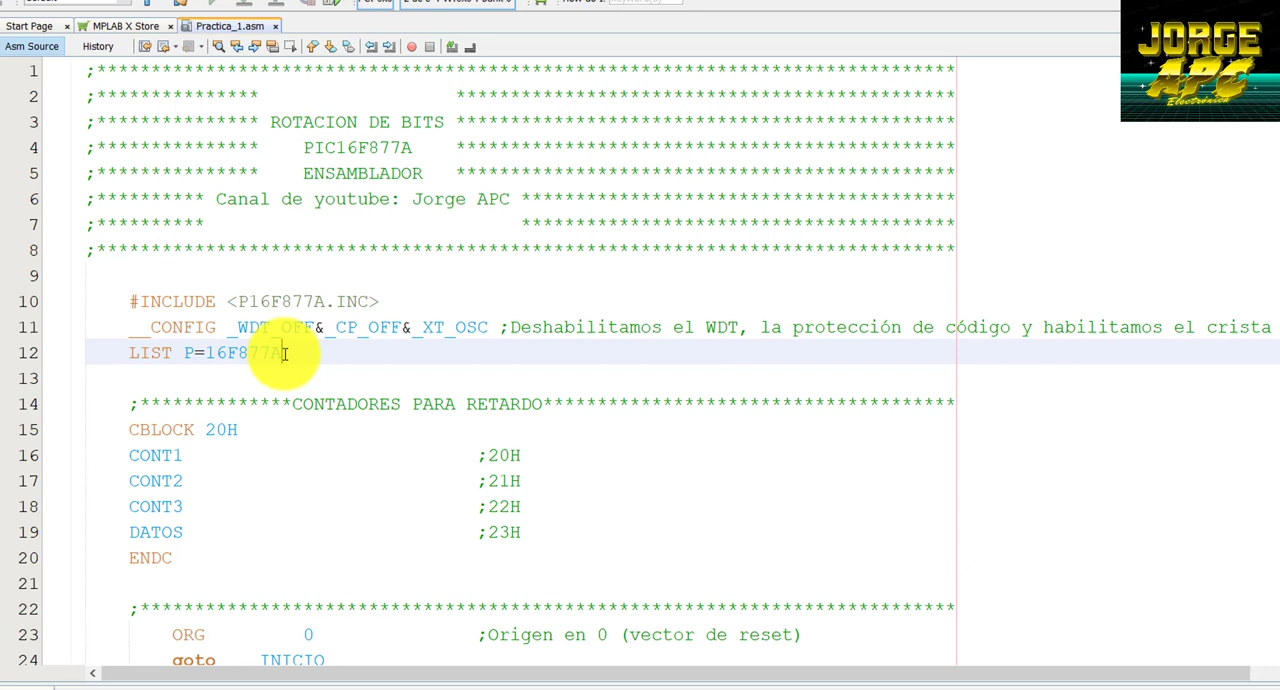 Start Page × MPLAB X Store × Practica_1.asm ×
Asm Source History
1 ;********************************************************************************
2 ;*************** **********************************************
3 ;*************** ROTACION DE BITS **********************************************
4 ;*************** PIC16F877A **********************************************
5 ;*************** ENSAMBLADOR **********************************************
6 ;********** Canal de youtube: Jorge APC ****************************************
7 ;********** ****************************************
8 ;********************************************************************************
9
10 #INCLUDE <P16F877A.INC>
11 __CONFIG _WDT_OFF&_CP_OFF&_XT_OSC ;Deshabilitamos el WDT, la protección de código y habilitamos el crista
12 LIST P=16F877A
13
14 ;**************CONTADORES PARA RETARDO**************************************
15 CBLOCK 20H
16 CONT1 ;20H
17 CONT2 ;21H
18 CONT3 ;22H
19 DATOS ;23H
20 ENDC
21
22 ;****************************************************************************
23 ORG 0 ;Origen en 0 (vector de reset)
24 goto INICIO
JORGE
APC
Electrónica